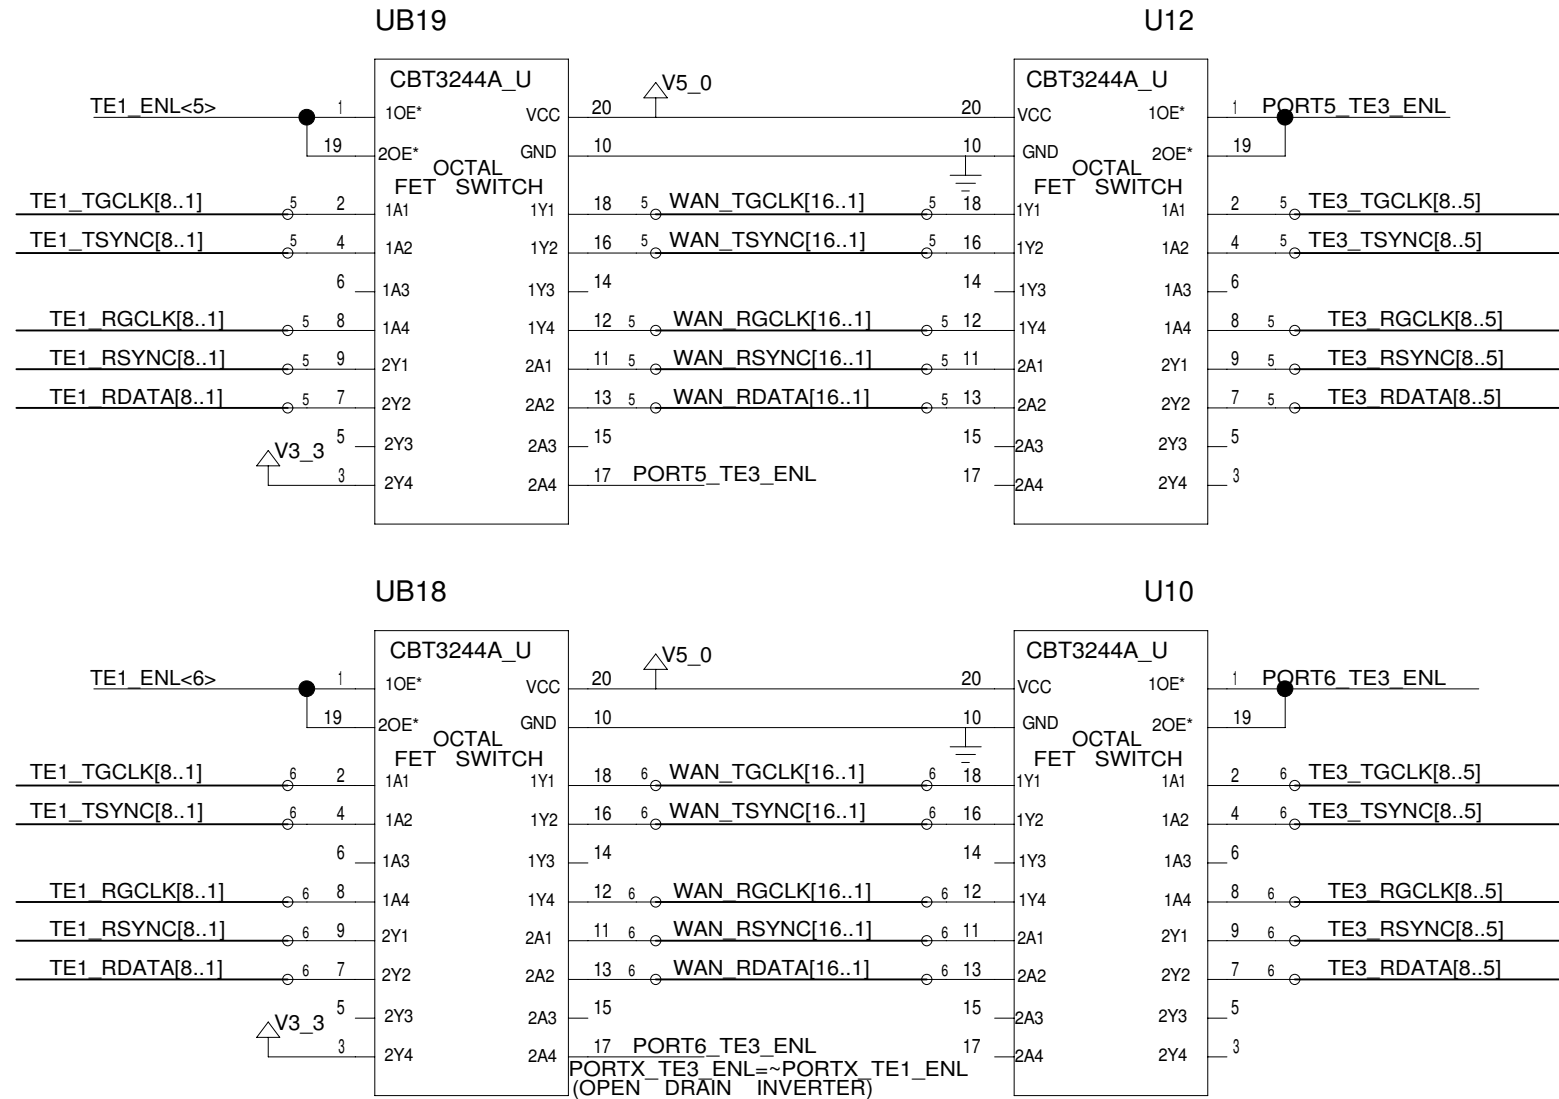 UB19 U12
CBT3244A_U V5_0 CBT3244A_U
TE1_ENL<5> 1 1OE* VCC 20 20 VCC 1OE* 1 PORT5_TE3_ENL
19 2OE* GND 10 10 GND 2OE* 19
OCTAL OCTAL
FET SWITCH FET SWITCH
TE1_TGCLK[8..1] 5 2 1A1 1Y1 18 5 WAN_TGCLK[16..1] 5 18 1Y1 1A1 2 5 TE3_TGCLK[8..5]
TE1_TSYNC[8..1] 5 4 1A2 1Y2 16 5 WAN_TSYNC[16..1] 5 16 1Y2 1A2 4 5 TE3_TSYNC[8..5]
6 1A3 1Y3 14 14 1Y3 1A3 6
TE1_RGCLK[8..1] 5 8 1A4 1Y4 12 5 WAN_RGCLK[16..1] 5 12 1Y4 1A4 8 5 TE3_RGCLK[8..5]
TE1_RSYNC[8..1] 5 9 2Y1 2A1 11 5 WAN_RSYNC[16..1] 5 11 2A1 2Y1 9 5 TE3_RSYNC[8..5]
TE1_RDATA[8..1] 5 7 2Y2 2A2 13 5 WAN_RDATA[16..1] 5 13 2A2 2Y2 7 5 TE3_RDATA[8..5]
5 2Y3 2A3 15 15 2A3 2Y3 5
V3_3 3 2Y4 2A4 17 PORT5_TE3_ENL 17 2A4 2Y4 3
UB18 U10
CBT3244A_U V5_0 CBT3244A_U
TE1_ENL<6> 1 1OE* VCC 20 20 VCC 1OE* 1 PORT6_TE3_ENL
19 2OE* GND 10 10 GND 2OE* 19
OCTAL OCTAL
FET SWITCH FET SWITCH
TE1_TGCLK[8..1] 6 2 1A1 1Y1 18 6 WAN_TGCLK[16..1] 6 18 1Y1 1A1 2 6 TE3_TGCLK[8..5]
TE1_TSYNC[8..1] 6 4 1A2 1Y2 16 6 WAN_TSYNC[16..1] 6 16 1Y2 1A2 4 6 TE3_TSYNC[8..5]
6 1A3 1Y3 14 14 1Y3 1A3 6
TE1_RGCLK[8..1] 6 8 1A4 1Y4 12 6 WAN_RGCLK[16..1] 6 12 1Y4 1A4 8 6 TE3_RGCLK[8..5]
TE1_RSYNC[8..1] 6 9 2Y1 2A1 11 6 WAN_RSYNC[16..1] 6 11 2A1 2Y1 9 6 TE3_RSYNC[8..5]
TE1_RDATA[8..1] 6 7 2Y2 2A2 13 6 WAN_RDATA[16..1] 6 13 2A2 2Y2 7 6 TE3_RDATA[8..5]
5 2Y3 2A3 15 15 2A3 2Y3 5
V3_3 3 2Y4 2A4 17 PORT6_TE3_ENL 17 2A4 2Y4 3
PORTX_TE3_ENL=~PORTX_TE1_ENL
(OPEN DRAIN INVERTER)